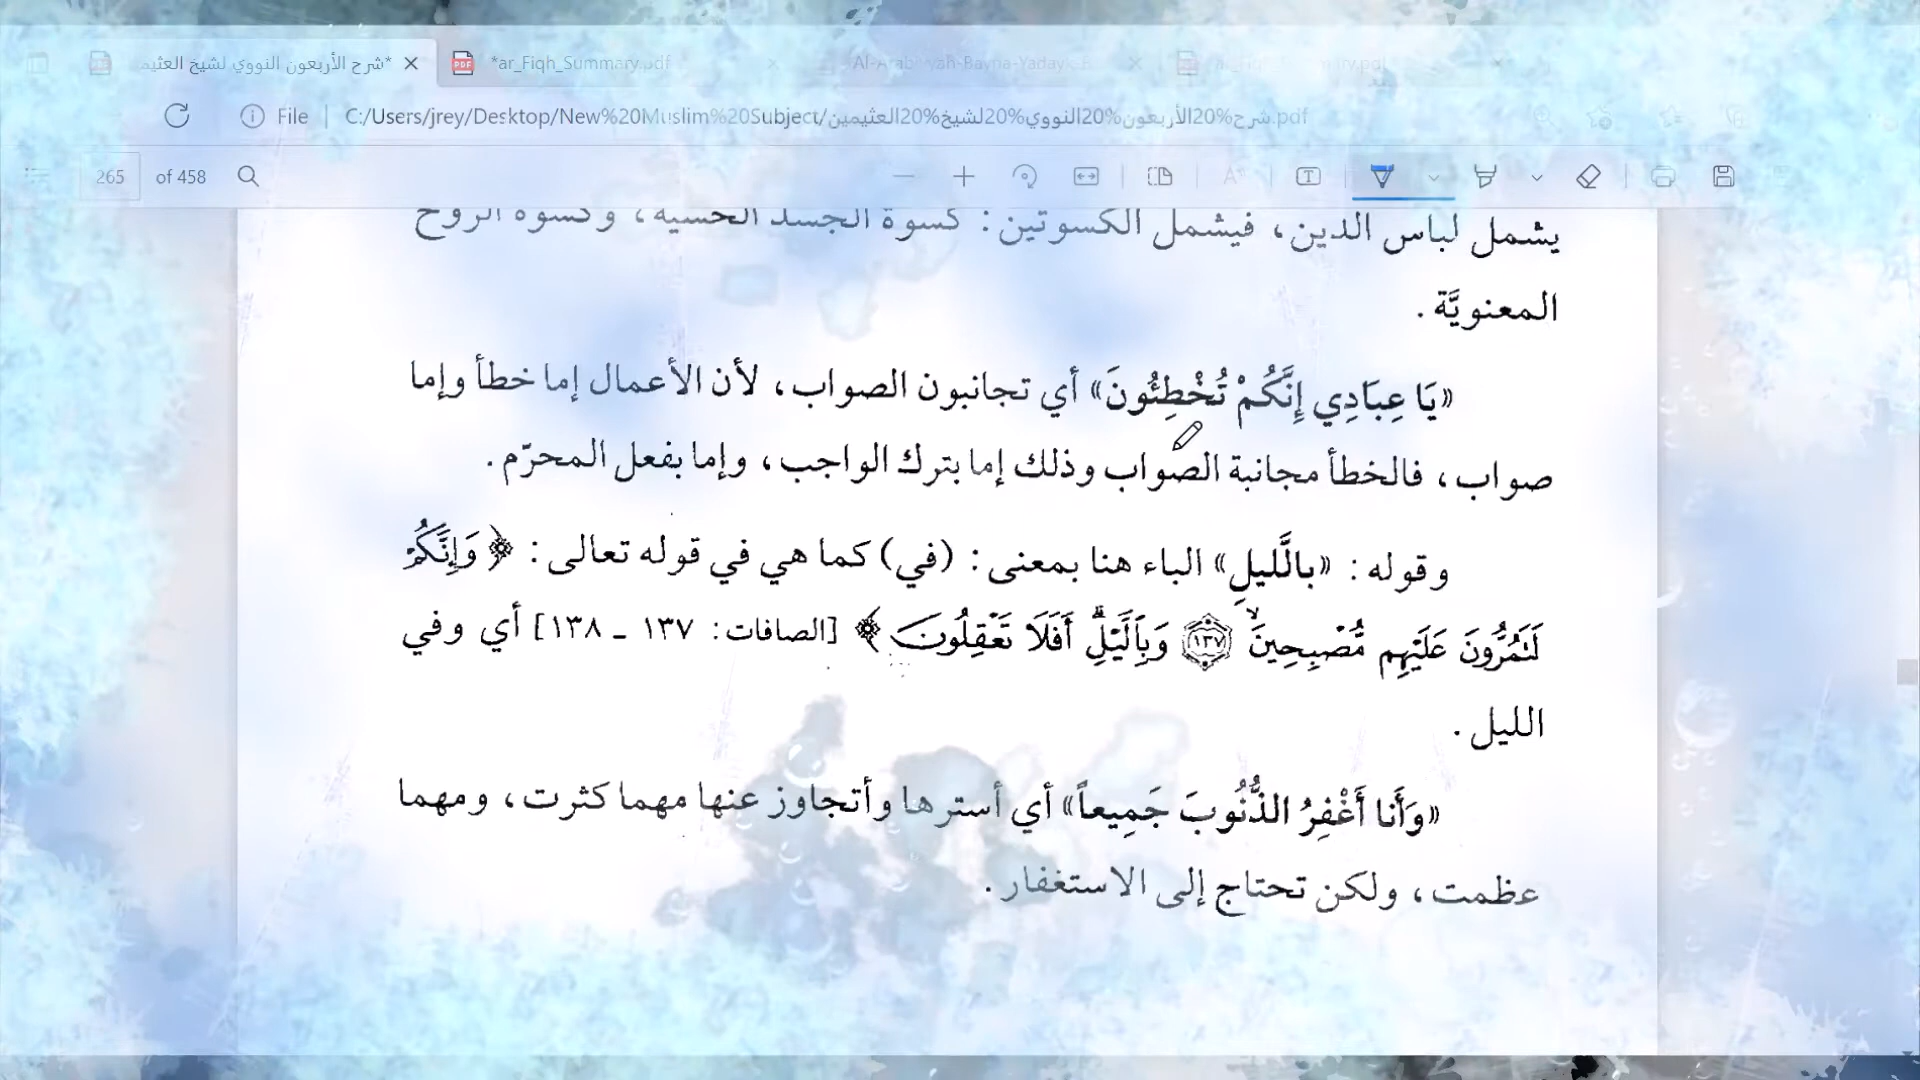 *شرح الأربعون النووي لشيخ العثيم
*ar_Fiqh_Summary.pdf
Al-Arabiyyah-Bayna-Yadayk
File C:/Users/jrey/Desktop/New%20Muslim%20Subject/شرح%20الأربعون%20النووي%20لشيخ%20العثيمين.pdf
265 of 458
يشمل لباس الدين، فيشمل الكسوتين: كسوة الجسد الحسية، وكسوة الروح
المعنويَّة.
«يَا عِبَادِي إِنَّكُمْ تُخْطِئُونَ» أي تجانبون الصواب، لأن الأعمال إما خطأ وإما
صواب، فالخطأ مجانبة الصواب وذلك إما بترك الواجب، وإما بفعل المحرّم.
وقوله: «بالَّليلِ» الباء هنا بمعنى: (في) كما هي في قوله تعالى: ﴿وَإِنَّكُمْ
لَتَمُرُّونَ عَلَيْهِم مُّصْبِحِينَۙ ١٣٧ وَبِٱلَّيْلِۗ أَفَلَا تَعْقِلُونَ﴾ [الصافات: ١٣٧ ـ ١٣٨] أي وفي
الليل.
«وَأَنا أَغْفِرُ الذُّنُوبَ جَمِيعاً» أي أسترها وأتجاوز عنها مهما كثرت، ومهما
عظمت، ولكن تحتاج إلى الاستغفار.